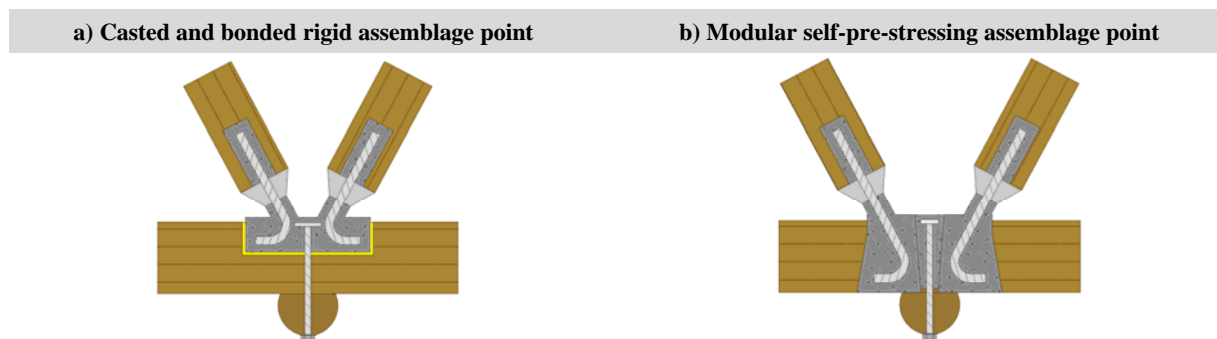 a) Casted and bonded rigid assemblage point
b) Modular self-pre-stressing assemblage point